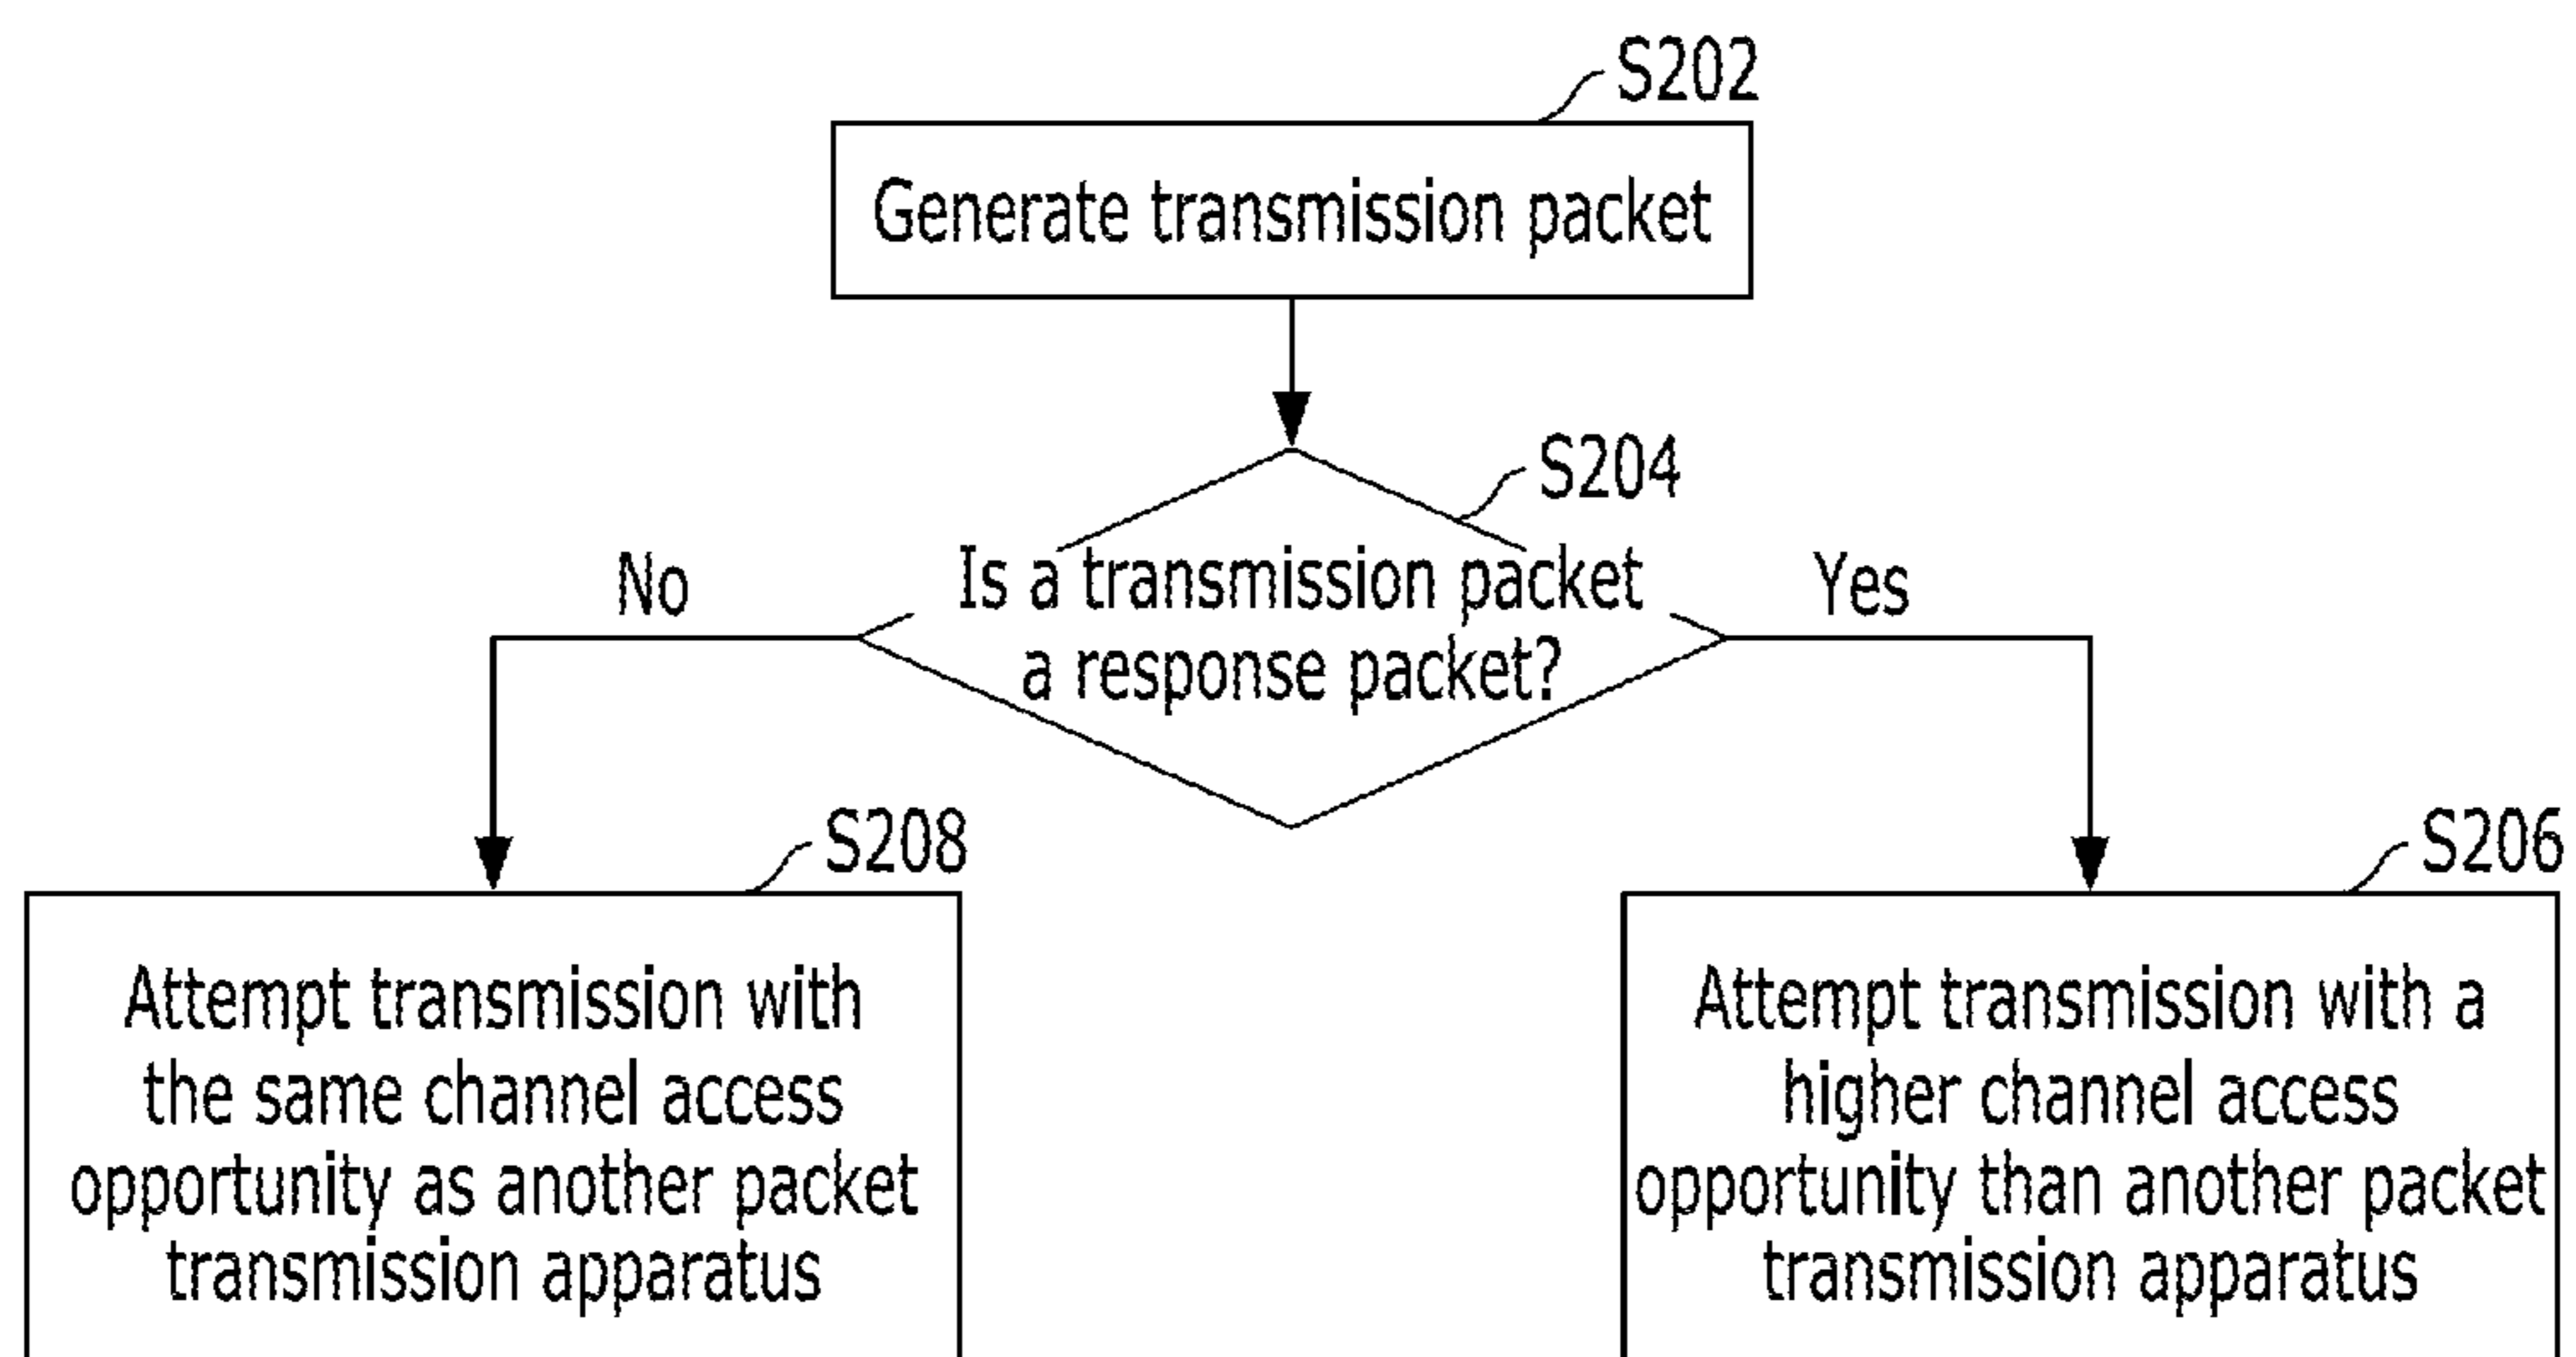 S202
Generate transmission packet
S204
No
Is a transmission packet
a response packet?
Yes
S208
Attempt transmission with
the same channel access
opportunity as another packet
transmission apparatus
S206
Attempt transmission with a
higher channel access
opportunity than another packet
transmission apparatus